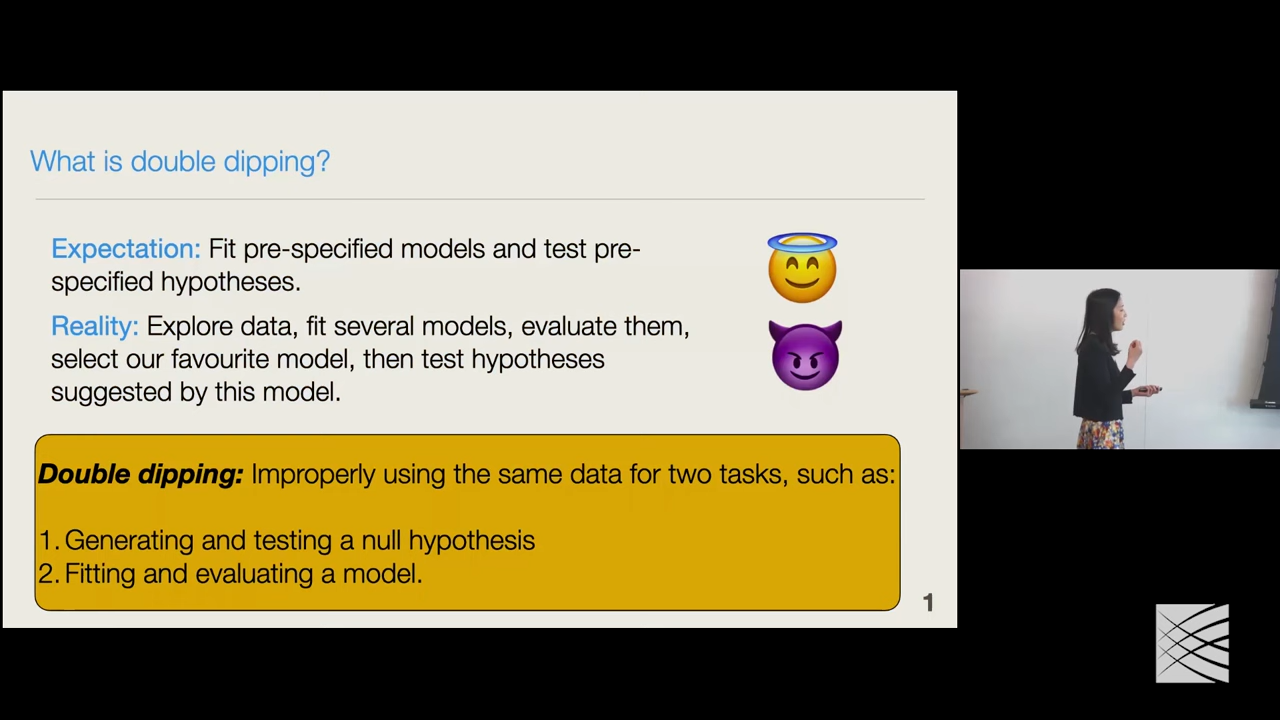 What is double dipping?
Expectation: Fit pre-specified models and test pre-
specified hypotheses.
Reality: Explore data, fit several models, evaluate them,
select our favourite model, then test hypotheses
suggested by this model.
Double dipping: Improperly using the same data for two tasks, such as:
1. Generating and testing a null hypothesis
2. Fitting and evaluating a model.
1